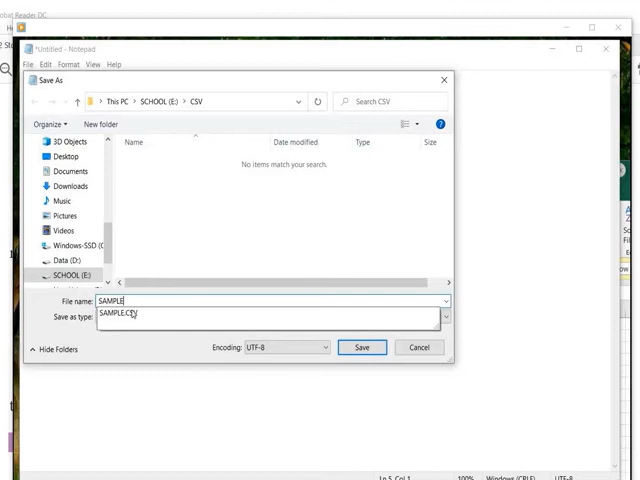 obat Reader DC
*Untitled - Notepad
File Edit Format View Help
Save As
This PC SCHOOL (E:) CSV
Search CSV
Organize New folder
3D Objects
Desktop
Documents
Downloads
Music
Pictures
Videos
Windows-SSD (C
Data (D:)
SCHOOL (E:)
Name Date modified Type Size
No items match your search.
File name: SAMPLE
SAMPLE.CSV
Save as type:
Hide Folders
Encoding: UTF-8
Save Cancel
Ln 5, Col 1 100% Windows (CRLF) UTF-8